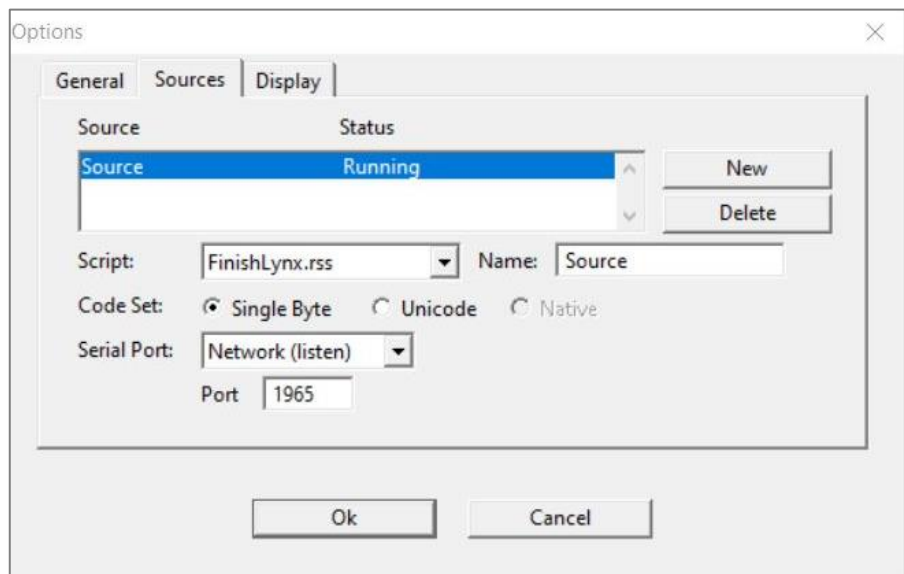 Options
General Sources Display
Source Status
Source Running
New
Delete
Script: FinishLynx.rss Name: Source
Code Set: Single Byte Unicode Native
Serial Port: Network (listen)
Port 1965
Ok Cancel